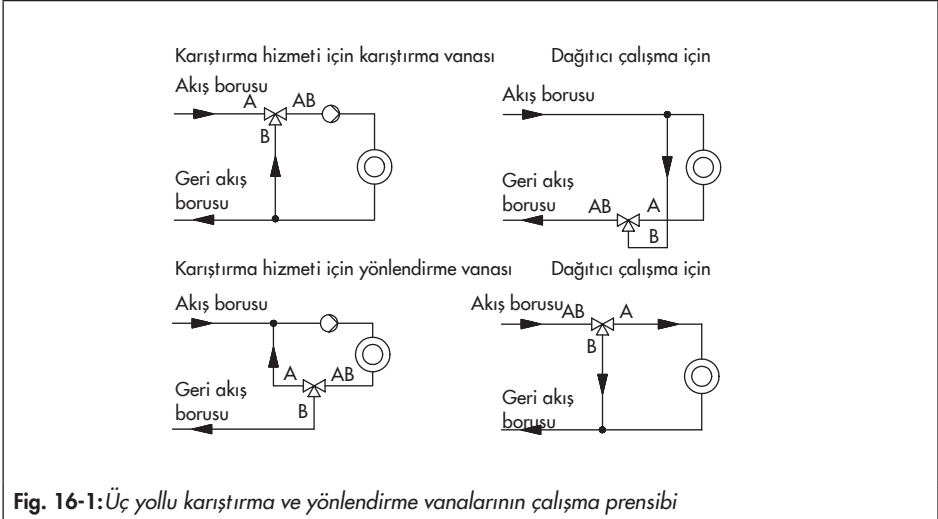 Karıştırma hizmeti için karıştırma vanası
Akış borusu
A
AB
B
Geri akış
borusu
Dağıtıcı çalışma için
Akış borusu
Geri akış
borusu
AB
A
B
Karıştırma hizmeti için yönlendirme vanası
Akış borusu
A
AB
Geri akış
borusu
B
Dağıtıcı çalışma için
Akış borusu
AB
A
B
Geri akış
borusu
Fig. 16-1: Üç yollu karıştırma ve yönlendirme vanalarının çalışma prensibi